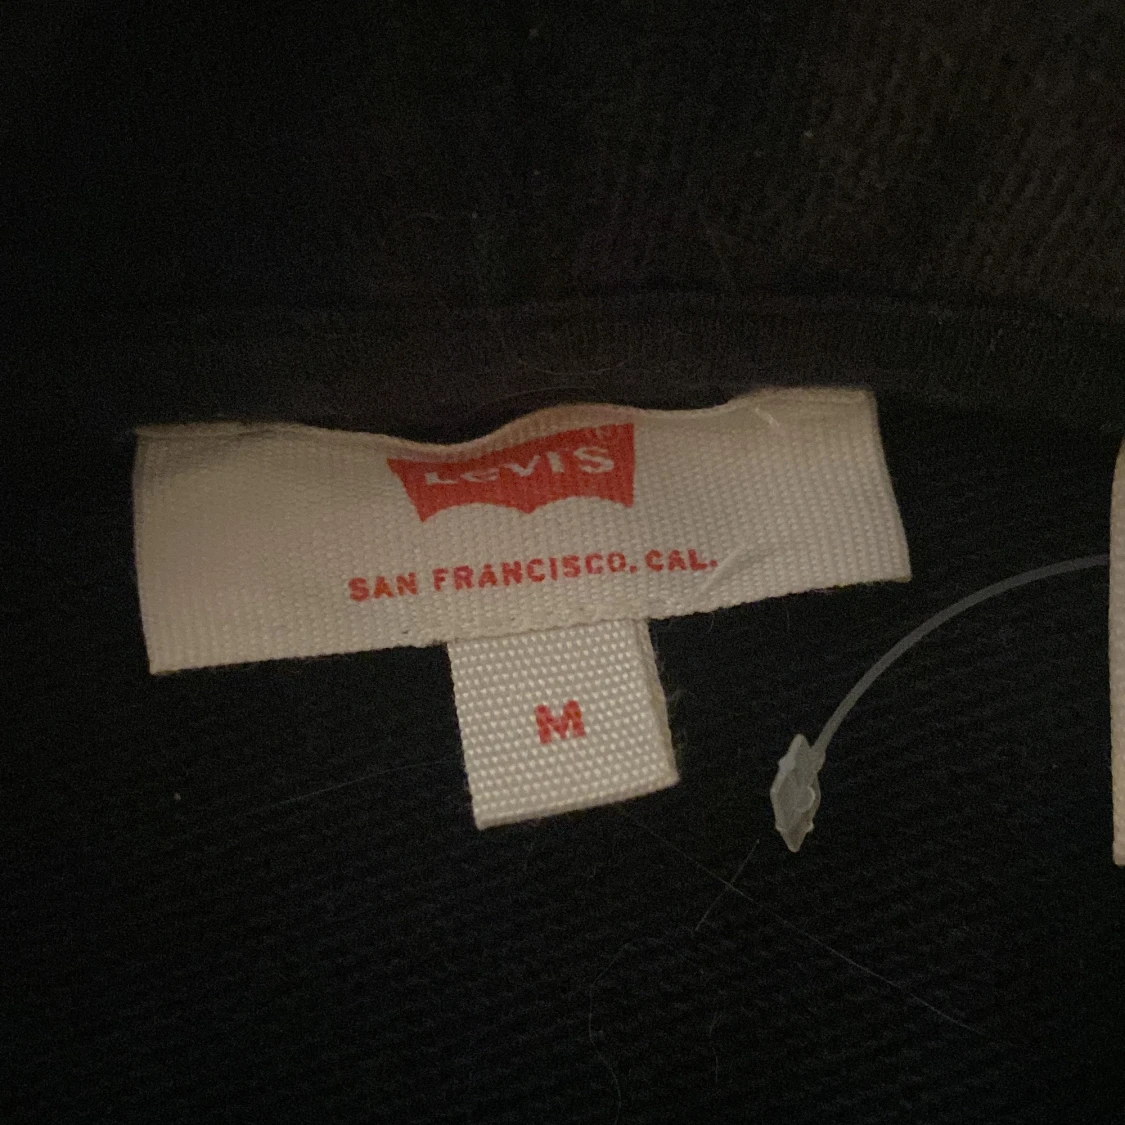 LEVI'S
SAN FRANCISCO, CAL.
M